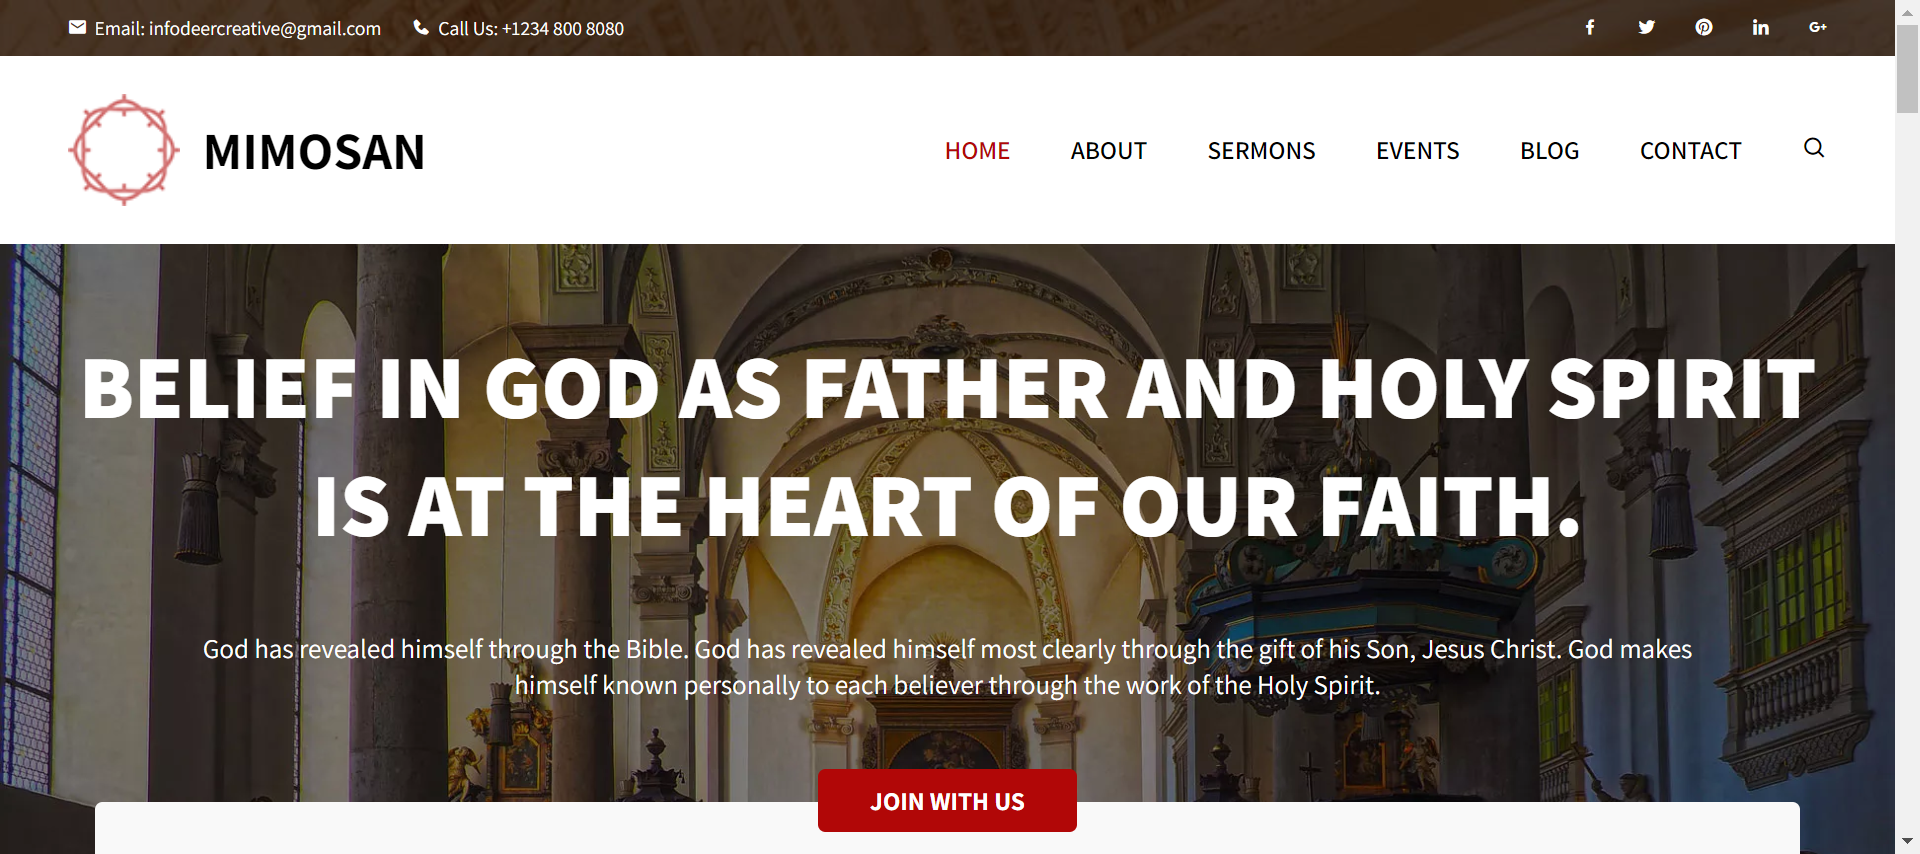 Email: infodeercreative@gmail.com Call Us: +1234 800 8080
MIMOSAN
HOME ABOUT SERMONS EVENTS BLOG CONTACT
BELIEF IN GOD AS FATHER AND HOLY SPIRIT
IS AT THE HEART OF OUR FAITH.
God has revealed himself through the Bible. God has revealed himself most clearly through the gift of his Son, Jesus Christ. God makes
himself known personally to each believer through the work of the Holy Spirit.
JOIN WITH US